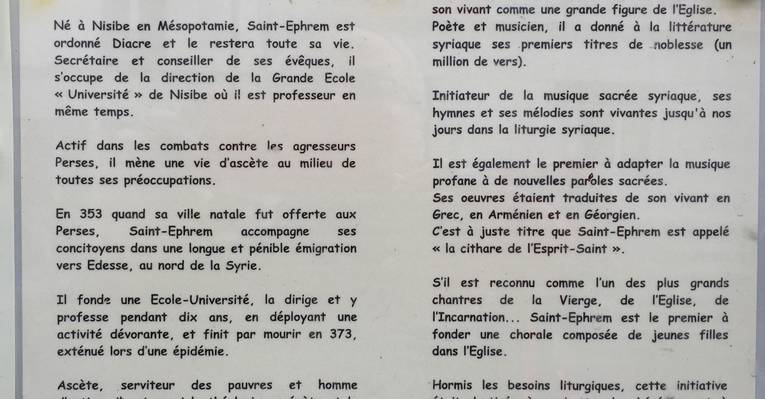 Né à Nisibe en Mésopotamie, Saint-Ephrem est
ordonné Diacre et le restera toute sa vie.
Secrétaire et conseiller de ses évêques, il
s'occupe de la direction de la Grande Ecole
« Université » de Nisibe où il est professeur en
même temps.
Actif dans les combats contre les agresseurs
Perses, il mène une vie d'ascète au milieu de
toutes ses préoccupations.
En 353 quand sa ville natale fut offerte aux
Perses, Saint-Ephrem accompagne ses
concitoyens dans une longue et pénible émigration
vers Edesse, au nord de la Syrie.
Il fonde une Ecole-Université, la dirige et y
professe pendant dix ans, en déployant une
activité dévorante, et finit par mourir en 373,
exténué lors d'une épidémie.
Ascète, serviteur des pauvres et homme
son vivant comme une grande figure de l'Eglise.
Poète et musicien, il a donné à la littérature
syriaque ses premiers titres de noblesse (un
million de vers).
Initiateur de la musique sacrée syriaque, ses
hymnes et ses mélodies sont vivantes jusqu'à nos
jours dans la liturgie syriaque.
Il est également le premier à adapter la musique
profane à de nouvelles paroles sacrées.
Ses oeuvres étaient traduites de son vivant en
Grec, en Arménien et en Géorgien.
C'est à juste titre que Saint-Ephrem est appelé
« la cithare de l'Esprit-Saint ».
S'il est reconnu comme l'un des plus grands
chantres de la Vierge, de l'Eglise, de
l'Incarnation... Saint-Ephrem est le premier à
fonder une chorale composée de jeunes filles
dans l'Eglise.
Hormis les besoins liturgiques, cette initiative